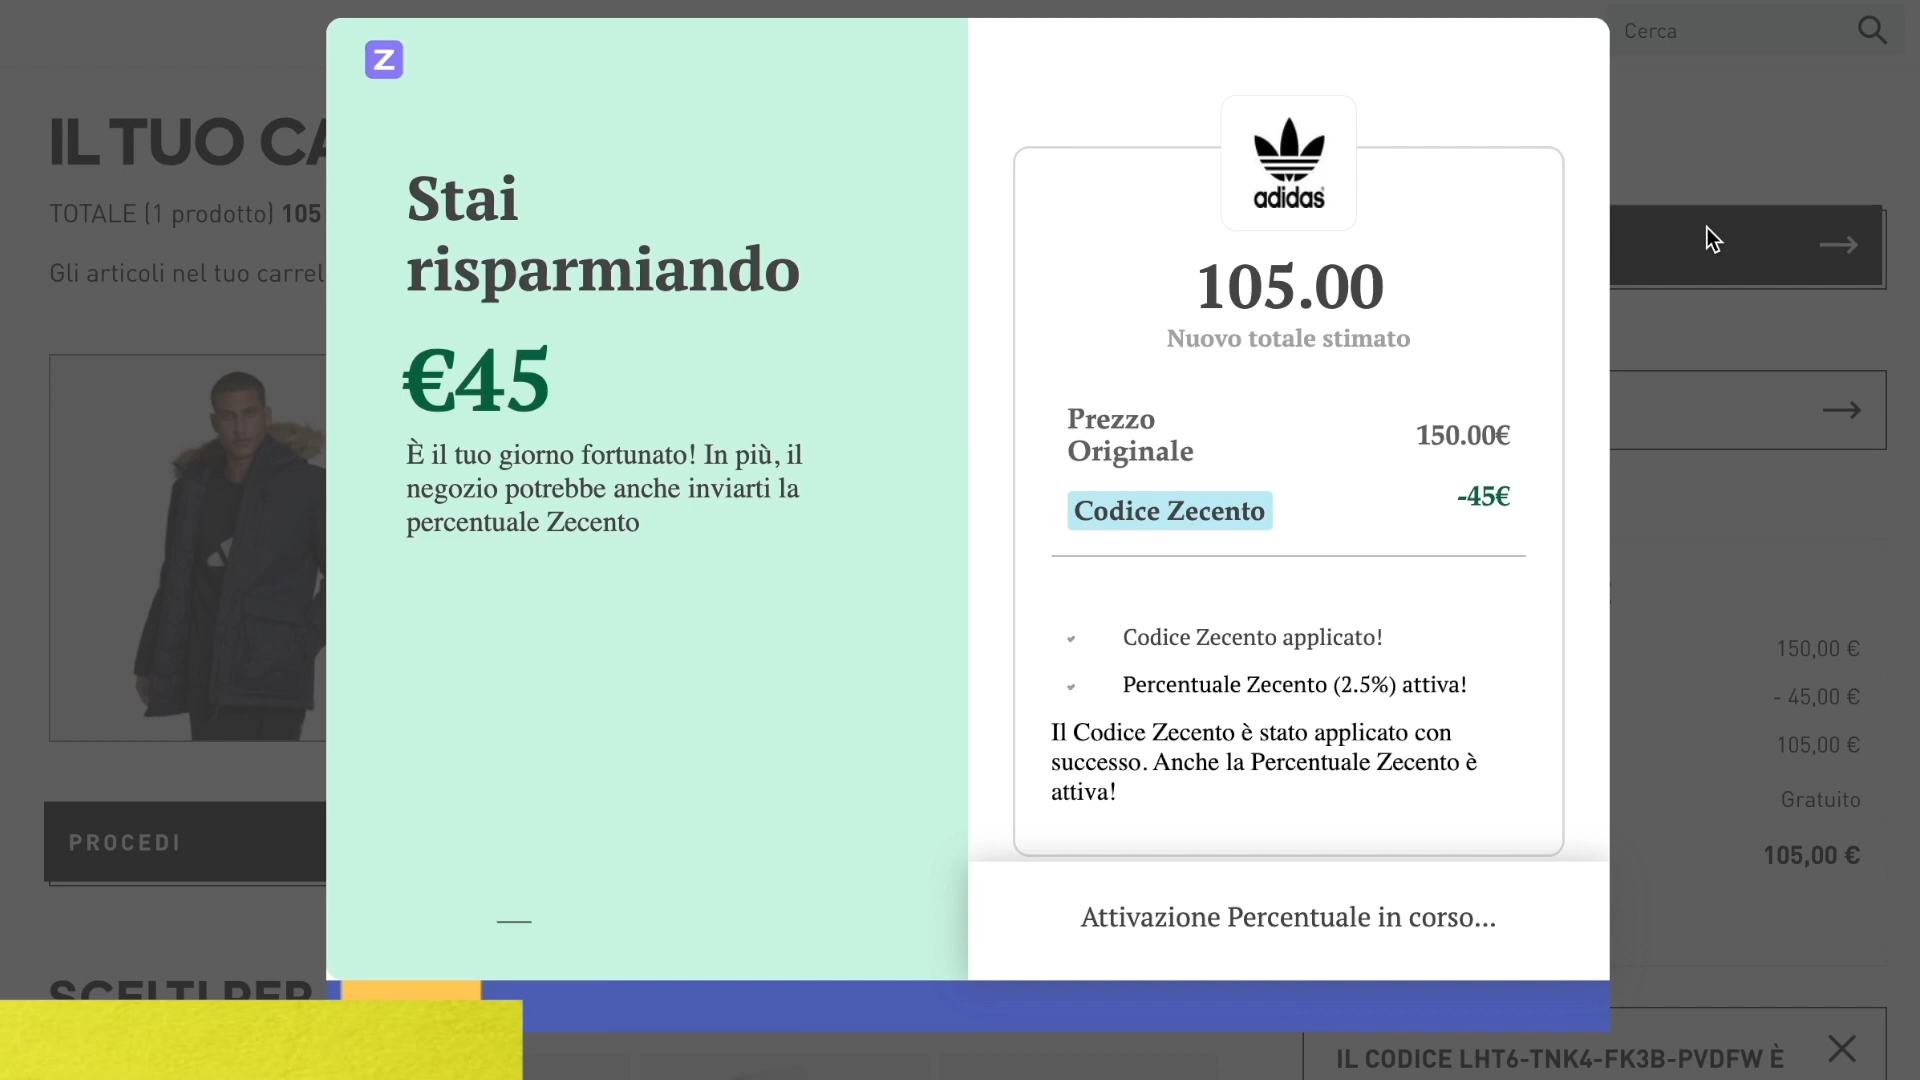 Cerca
IL TUO CA
TOTALE (1 prodotto) 105
Gli articoli nel tuo carrel
PROCEDI
Z
Stai
risparmiando
€45
È il tuo giorno fortunato! In più, il
negozio potrebbe anche inviarti la
percentuale Zecento
adidas
105.00
Nuovo totale stimato
Prezzo
Originale
150.00€
Codice Zecento
-45€
Codice Zecento applicato!
Percentuale Zecento (2.5%) attiva!
Il Codice Zecento è stato applicato con
successo. Anche la Percentuale Zecento è
attiva!
Attivazione Percentuale in corso...
150,00 €
- 45,00 €
105,00 €
Gratuito
105,00 €
SCELTI PER
IL CODICE LHT6-TNK4-FK3B-PVDFW È